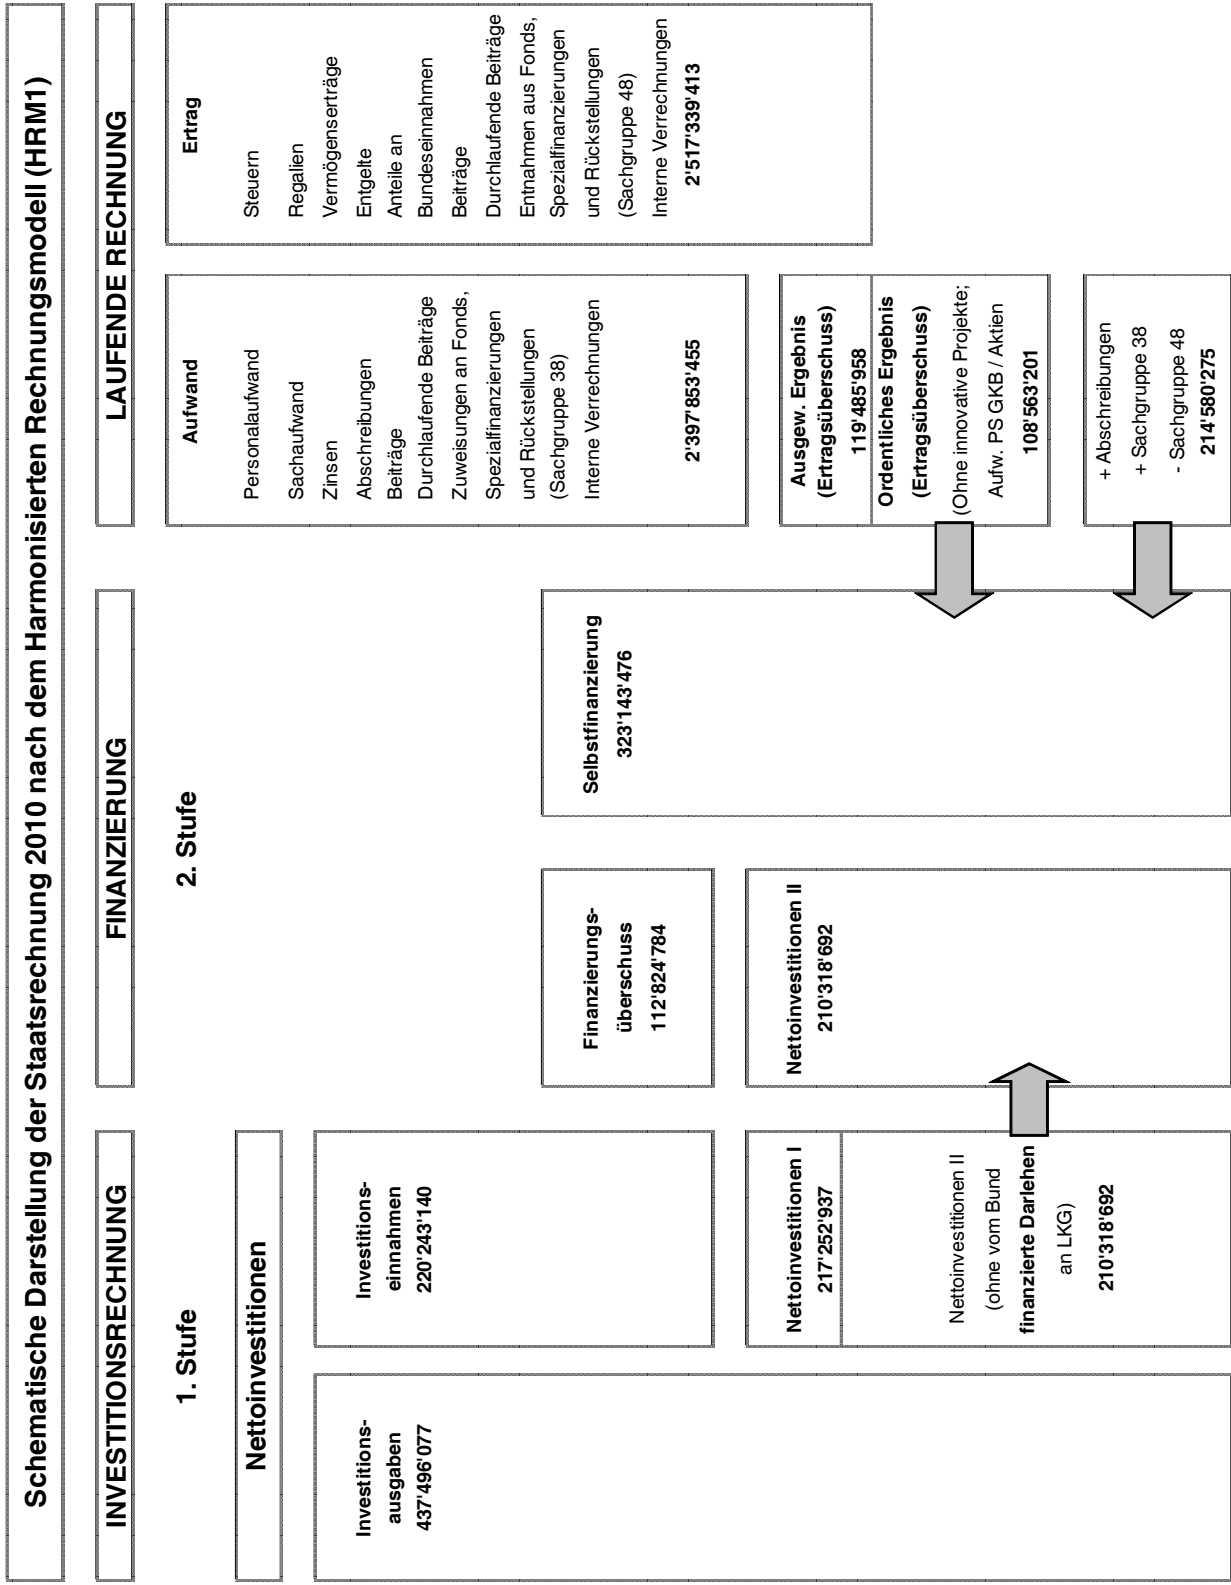 Schematische Darstellung der Staatsrechnung 2010 nach dem Harmonisierten Rechnungsmodell (HRM1)
INVESTITIONSRECHNUNG
FINANZIERUNG
LAUFENDE RECHNUNG
1. Stufe
2. Stufe
Nettoinvestitionen
Investitions-
ausgaben
437'496'077
Investitions-
einnahmen
220'243'140
Nettoinvestitionen I
217'252'937
Nettoinvestitionen II
(ohne vom Bund
finanzierte Darlehen
an LKG)
210'318'692
Finanzierungs-
überschuss
112'824'784
Nettoinvestitionen II
210'318'692
Selbstfinanzierung
323'143'476
Aufwand
Personalaufwand
Sachaufwand
Zinsen
Abschreibungen
Beiträge
Durchlaufende Beiträge
Zuweisungen an Fonds,
Spezialfinanzierungen
und Rückstellungen
(Sachgruppe 38)
Interne Verrechnungen
2'397'853'455
Ausgew. Ergebnis
(Ertragsüberschuss)
119'485'958
Ordentliches Ergebnis
(Ertragsüberschuss)
(Ohne innovative Projekte;
Aufw. PS GKB / Aktien
108'563'201
+ Abschreibungen
+ Sachgruppe 38
- Sachgruppe 48
214'580'275
Ertrag
Steuern
Regalien
Vermögenserträge
Entgelte
Anteile an
Bundeseinnahmen
Beiträge
Durchlaufende Beiträge
Entnahmen aus Fonds,
Spezialfinanzierungen
und Rückstellungen
(Sachgruppe 48)
Interne Verrechnungen
2'517'339'413